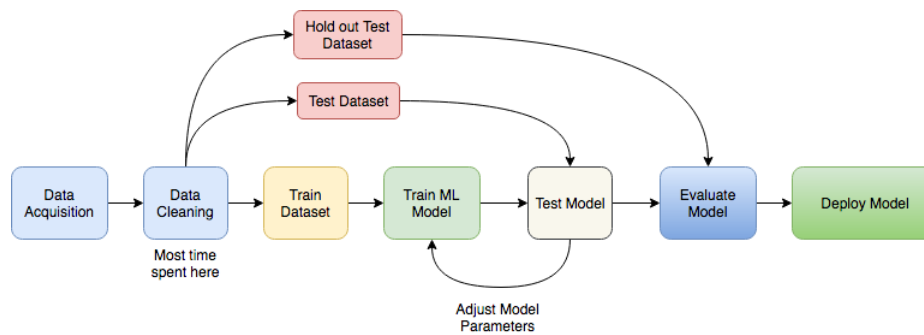 Hold out Test
Dataset
Test Dataset
Data
Acquisition
Data
Cleaning
Train
Dataset
Train ML
Model
Test Model
Evaluate
Model
Deploy Model
Most time
spent here
Adjust Model
Parameters